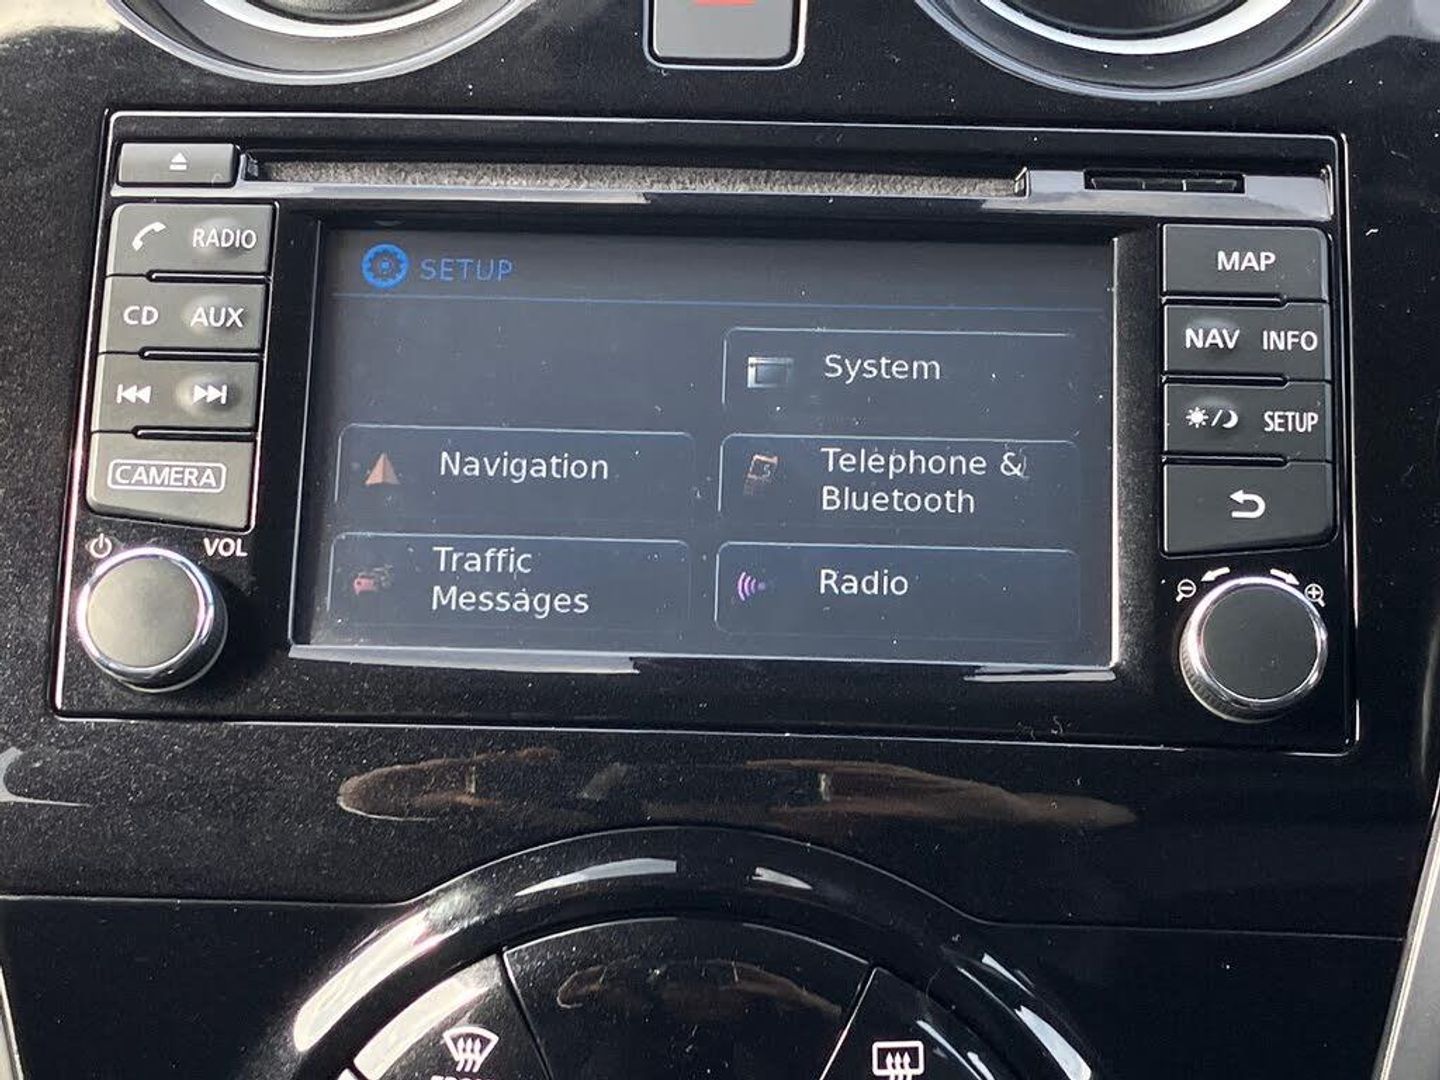 RADIO
CD AUX
CAMERA
VOL
SETUP
System
Navigation
Telephone &
Bluetooth
Traffic
Messages
Radio
MAP
NAV INFO
SETUP